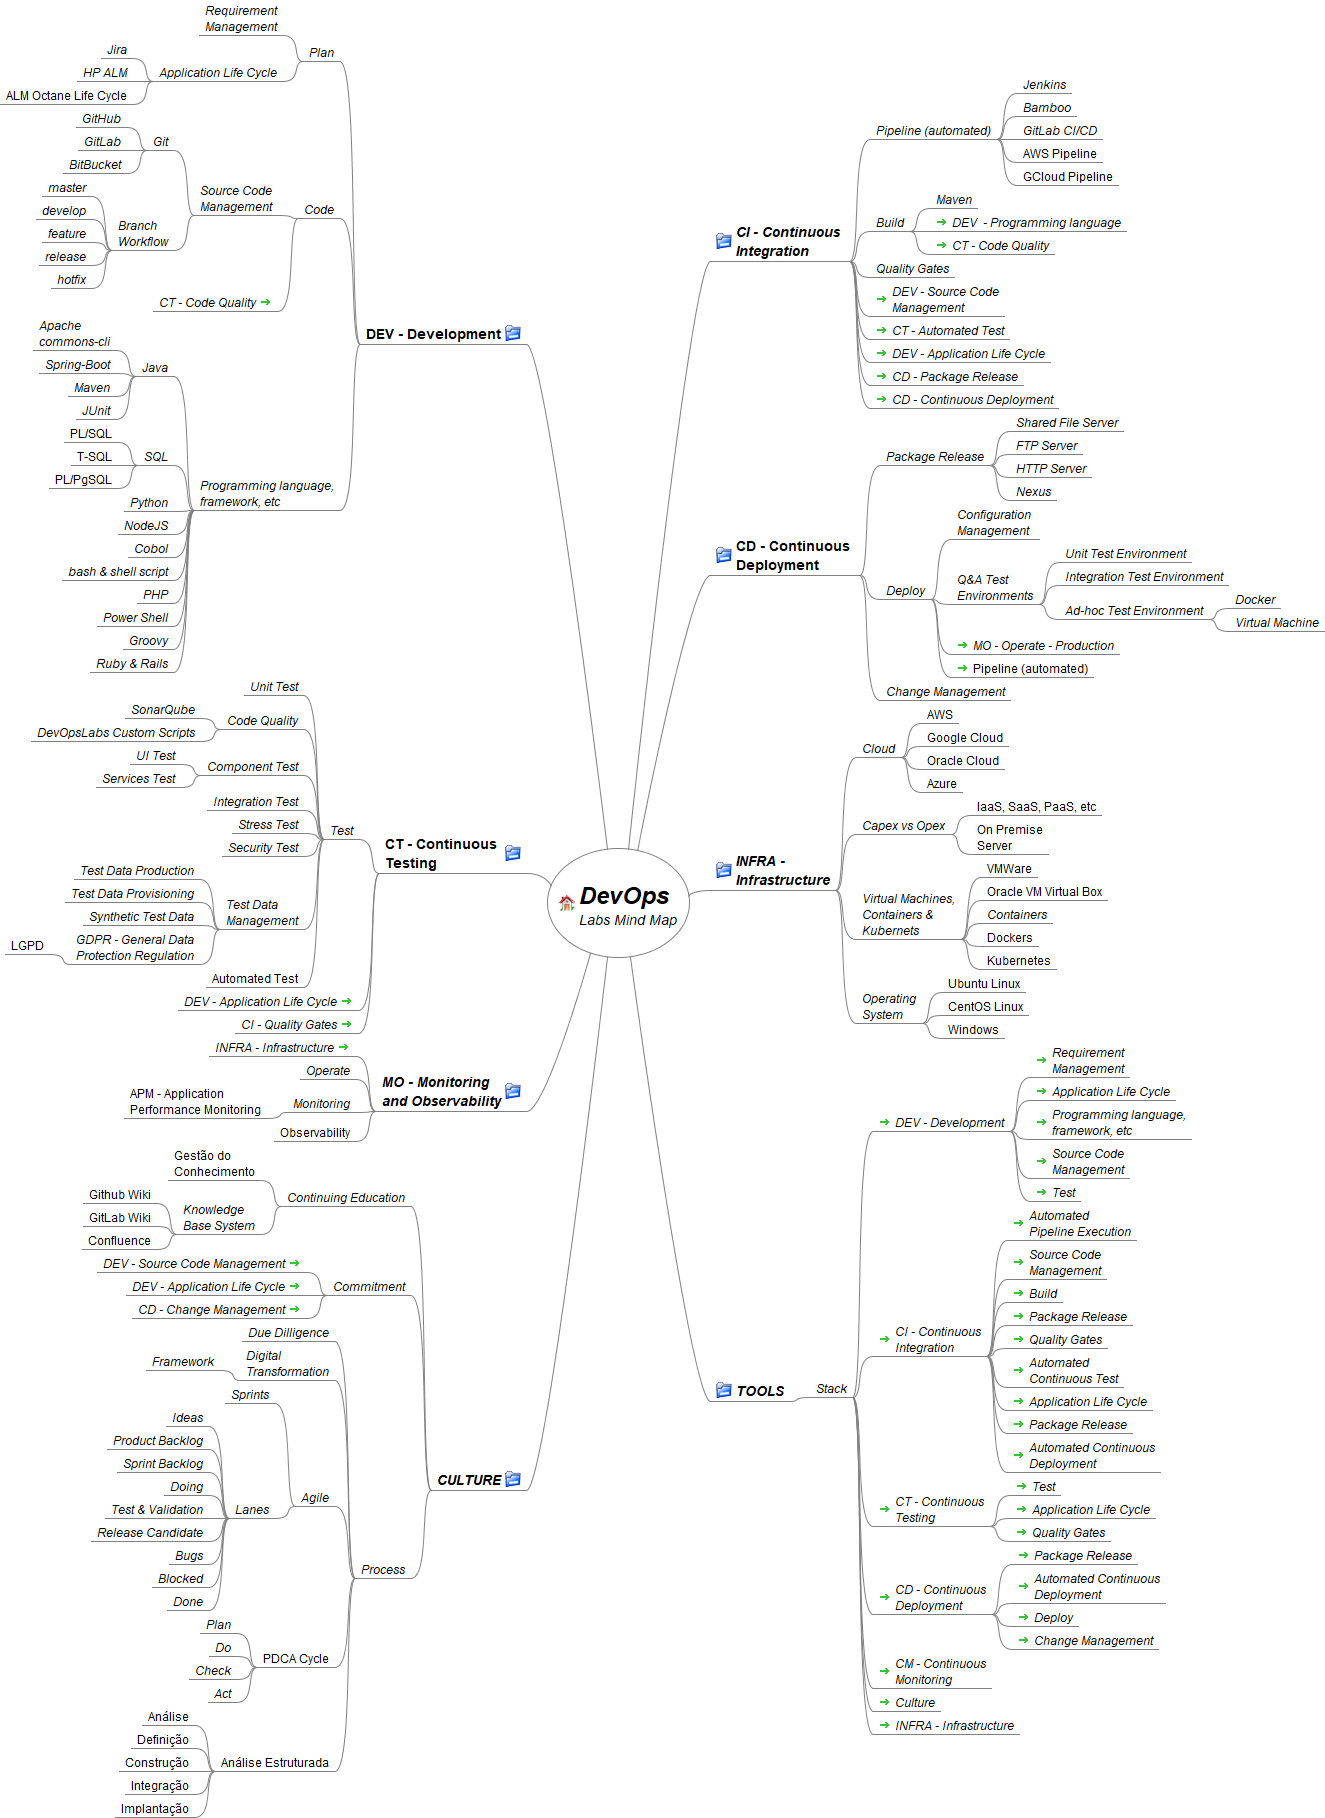 DevOps
Labs Mind Map
DEV - Development
Plan
Requirement
Management
Application Life Cycle
Jira
HP ALM
ALM Octane Life Cycle
Code
Source Code
Management
Git
GitHub
GitLab
BitBucket
Branch
Workflow
master
develop
feature
release
hotfix
CT - Code Quality
Programming language,
framework, etc
Java
Apache
commons-cli
Spring-Boot
Maven
JUnit
SQL
PL/SQL
T-SQL
PL/PgSQL
Python
NodeJS
Cobol
bash & shell script
PHP
Power Shell
Groovy
Ruby & Rails
CT - Continuous
Testing
Test
Unit Test
Code Quality
SonarQube
DevOpsLabs Custom Scripts
Component Test
UI Test
Services Test
Integration Test
Stress Test
Security Test
Test Data
Management
Test Data Production
Test Data Provisioning
Synthetic Test Data
GDPR - General Data
Protection Regulation
LGPD
Automated Test
DEV - Application Life Cycle
CI - Quality Gates
MO - Monitoring
and Observability
INFRA - Infrastructure
Operate
Monitoring
APM - Application
Performance Monitoring
Observability
CULTURE
Continuing Education
Gestão do
Conhecimento
Knowledge
Base System
Github Wiki
GitLab Wiki
Confluence
Commitment
DEV - Source Code Management
DEV - Application Life Cycle
CD - Change Management
Process
Due Dilligence
Digital
Transformation
Framework
Agile
Sprints
Lanes
Ideas
Product Backlog
Sprint Backlog
Doing
Test & Validation
Release Candidate
Bugs
Blocked
Done
PDCA Cycle
Plan
Do
Check
Act
Análise Estruturada
Análise
Definição
Construção
Integração
Implantação
CI - Continuous
Integration
Pipeline (automated)
Jenkins
Bamboo
GitLab CI/CD
AWS Pipeline
GCloud Pipeline
Build
Maven
DEV - Programming language
CT - Code Quality
Quality Gates
DEV - Source Code
Management
CT - Automated Test
DEV - Application Life Cycle
CD - Package Release
CD - Continuous Deployment
CD - Continuous
Deployment
Package Release
Shared File Server
FTP Server
HTTP Server
Nexus
Deploy
Configuration
Management
Q&A Test
Environments
Unit Test Environment
Integration Test Environment
Ad-hoc Test Environment
Docker
Virtual Machine
MO - Operate - Production
Pipeline (automated)
Change Management
INFRA -
Infrastructure
Cloud
AWS
Google Cloud
Oracle Cloud
Azure
Capex vs Opex
IaaS, SaaS, PaaS, etc
On Premise
Server
Virtual Machines,
Containers &
Kubernets
VMWare
Oracle VM Virtual Box
Containers
Dockers
Kubernetes
Operating
System
Ubuntu Linux
CentOS Linux
Windows
TOOLS
Stack
DEV - Development
Requirement
Management
Application Life Cycle
Programming language,
framework, etc
Source Code
Management
Test
CI - Continuous
Integration
Automated
Pipeline Execution
Source Code
Management
Build
Package Release
Quality Gates
Automated
Continuous Test
Application Life Cycle
Package Release
Automated Continuous
Deployment
CT - Continuous
Testing
Test
Application Life Cycle
Quality Gates
CD - Continuous
Deployment
Package Release
Automated Continuous
Deployment
Deploy
Change Management
CM - Continuous
Monitoring
Culture
INFRA - Infrastructure